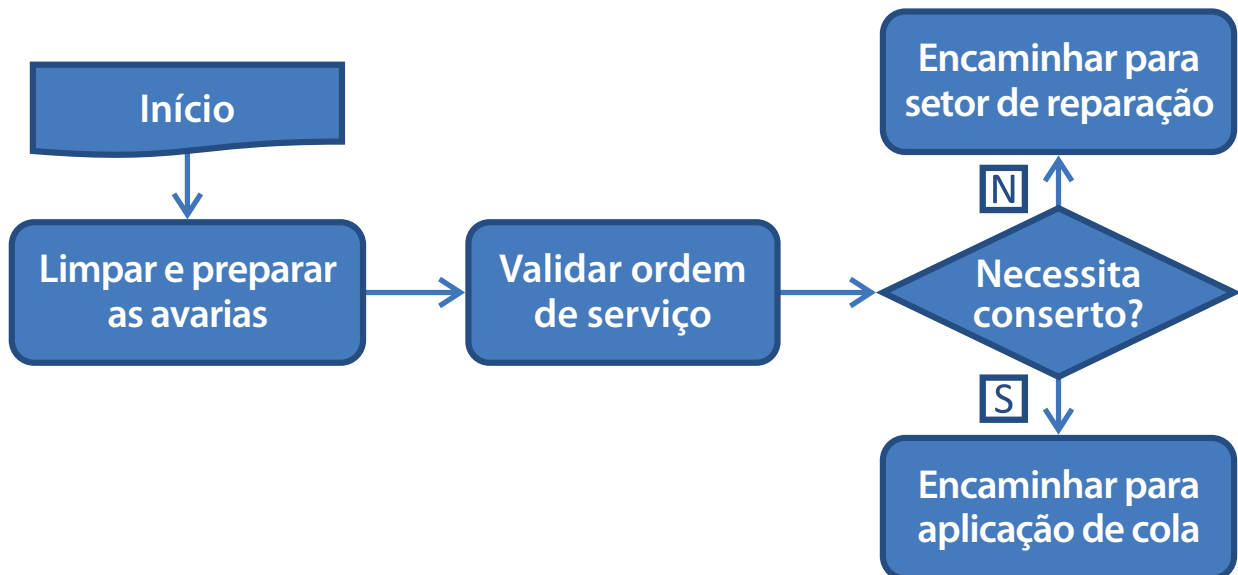 Início
Limpar e preparar
as avarias
Validar ordem
de serviço
Necessita
conserto?
N
Encaminhar para
setor de reparação
S
Encaminhar para
aplicação de cola